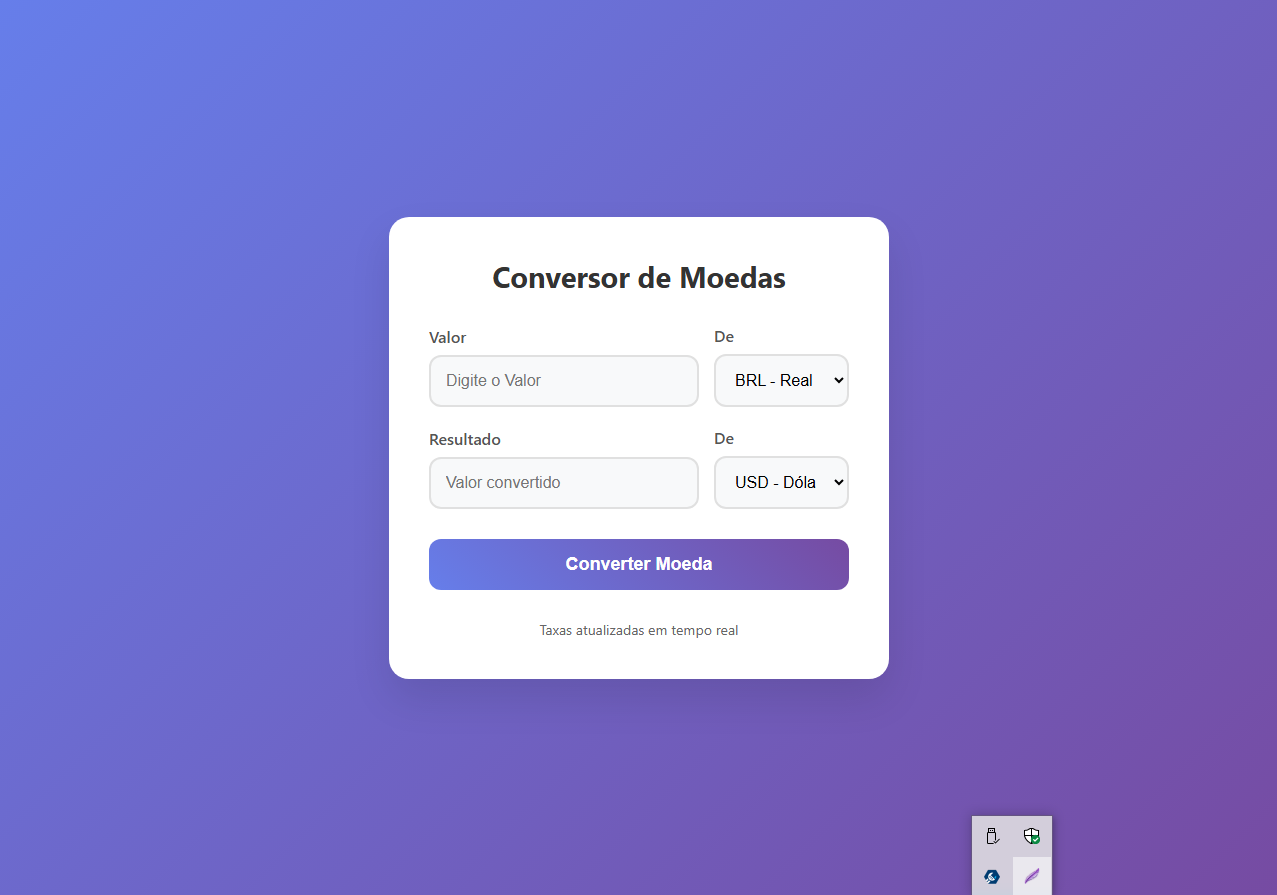 Conversor de Moedas
Valor
De
Digite o Valor
BRL - Real
Resultado
De
Valor convertido
USD - Dóla
Converter Moeda
Taxas atualizadas em tempo real